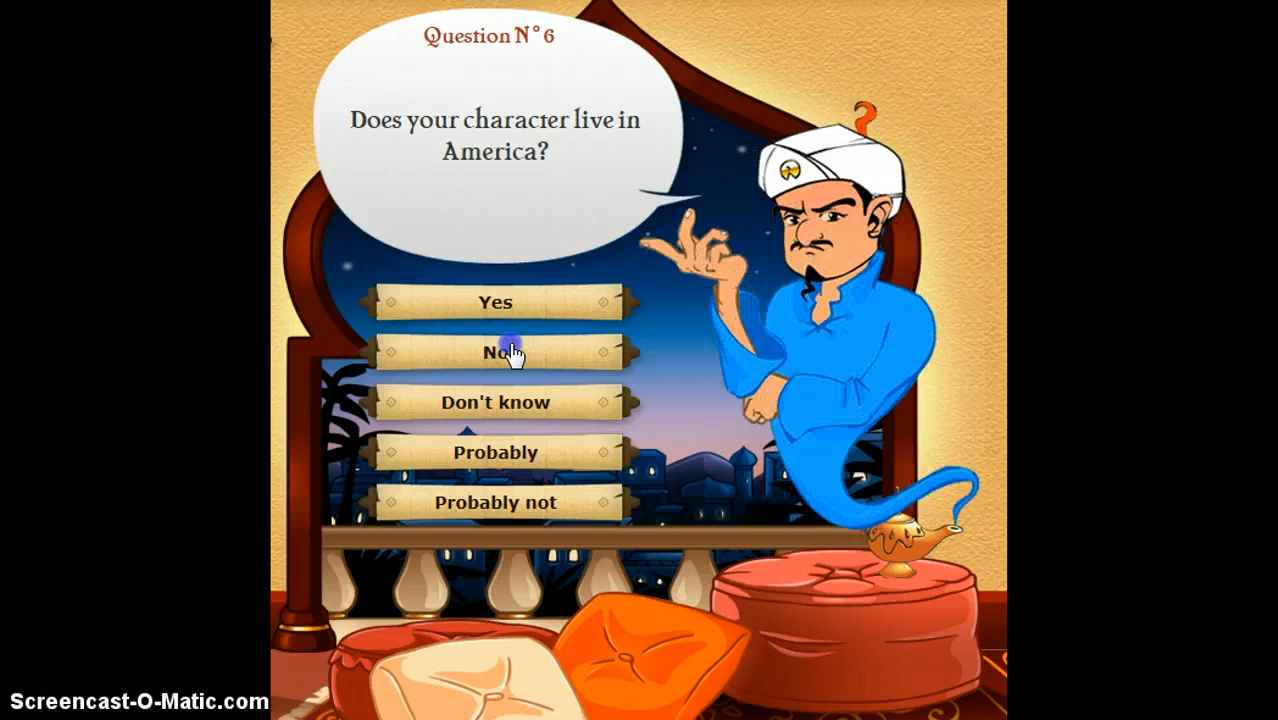 Question N°6
Does your character live in
America?
Yes
No
Don't know
Probably
Probably not
Screencast-O-Matic.com